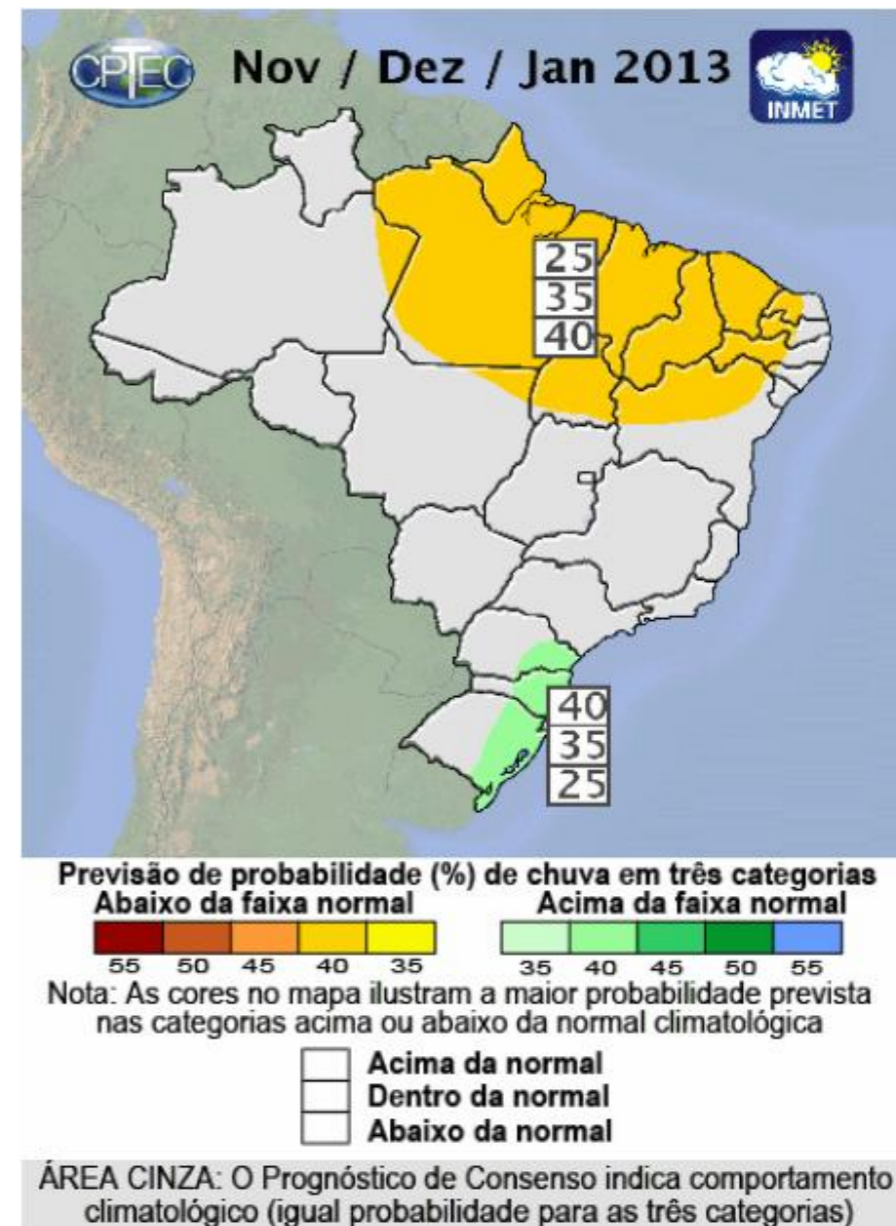 CPTEC
Nov / Dez / Jan 2013
INMET
25
35
40
40
35
25
Previsão de probabilidade (%) de chuva em três categorias
Abaixo da faixa normal
Acima da faixa normal
55 50 45 40 35
35 40 45 50 55
Nota: As cores no mapa ilustram a maior probabilidade prevista
nas categorias acima ou abaixo da normal climatológica
Acima da normal
Dentro da normal
Abaixo da normal
ÁREA CINZA: O Prognóstico de Consenso indica comportamento
climatológico (igual probabilidade para as três categorias)